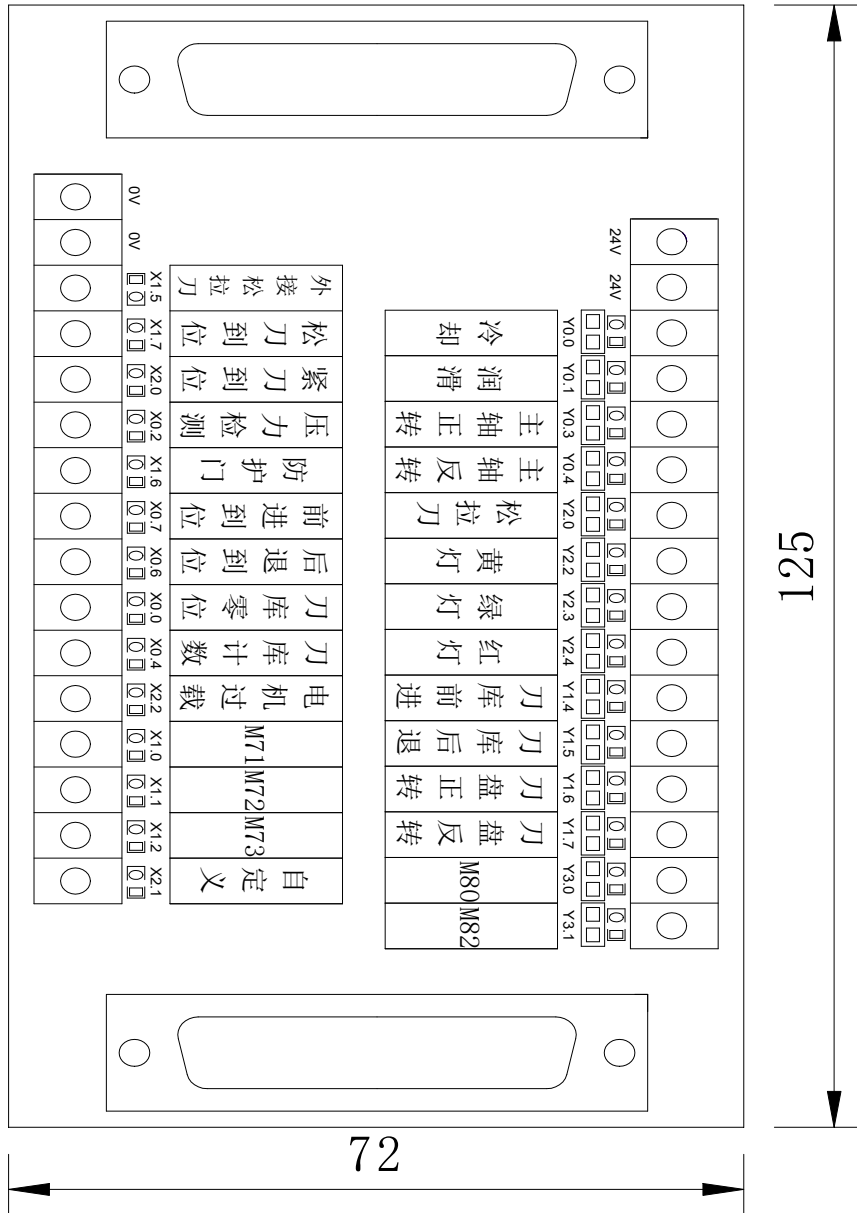 0V
0V
X1.5 外接松拉刀
X1.7 松刀到位
X2.0 紧刀到位
X0.2 压力检测
X1.6 防护门
X0.7 前进到位
X0.6 后退到位
X0.0 刀库零位
X0.4 刀库计数
X2.2 电机过载
X1.0 M71
X1.1 M72
X1.2 M73
X2.1 自定义
24V
24V
冷却 Y0.0
润滑 Y0.1
主轴正转 Y0.3
主轴反转 Y0.4
松拉刀 Y2.0
黄灯 Y2.2
绿灯 Y2.3
红灯 Y2.4
刀库前进 Y1.4
刀库后退 Y1.5
刀盘正转 Y1.6
刀盘反转 Y1.7
M80 Y3.0
M82 Y3.1
125
72